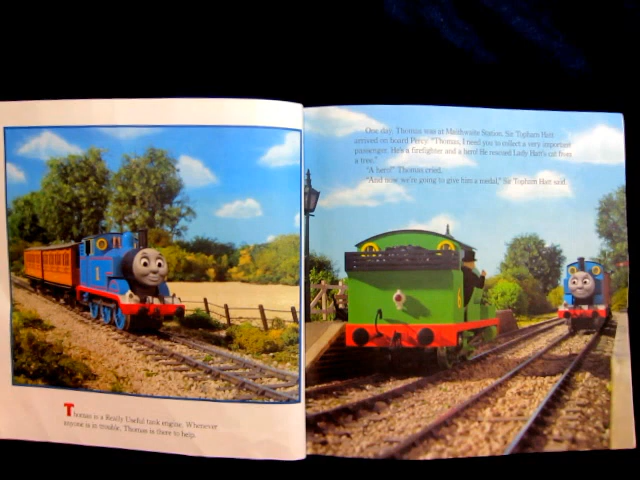 Thomas is a Really Useful tank engine. Whenever
anyone is in trouble, Thomas is there to help.
One day, Thomas was at Maithwaite Station. Sir Topham Hatt
arrived on board Percy. "Thomas, I need you to collect a very important
passenger. He's a firefighter and a hero! He rescued Lady Hatt's cat from
a tree."
"A hero!" Thomas cried.
"And now we're going to give him a medal," Sir Topham Hatt said.
1